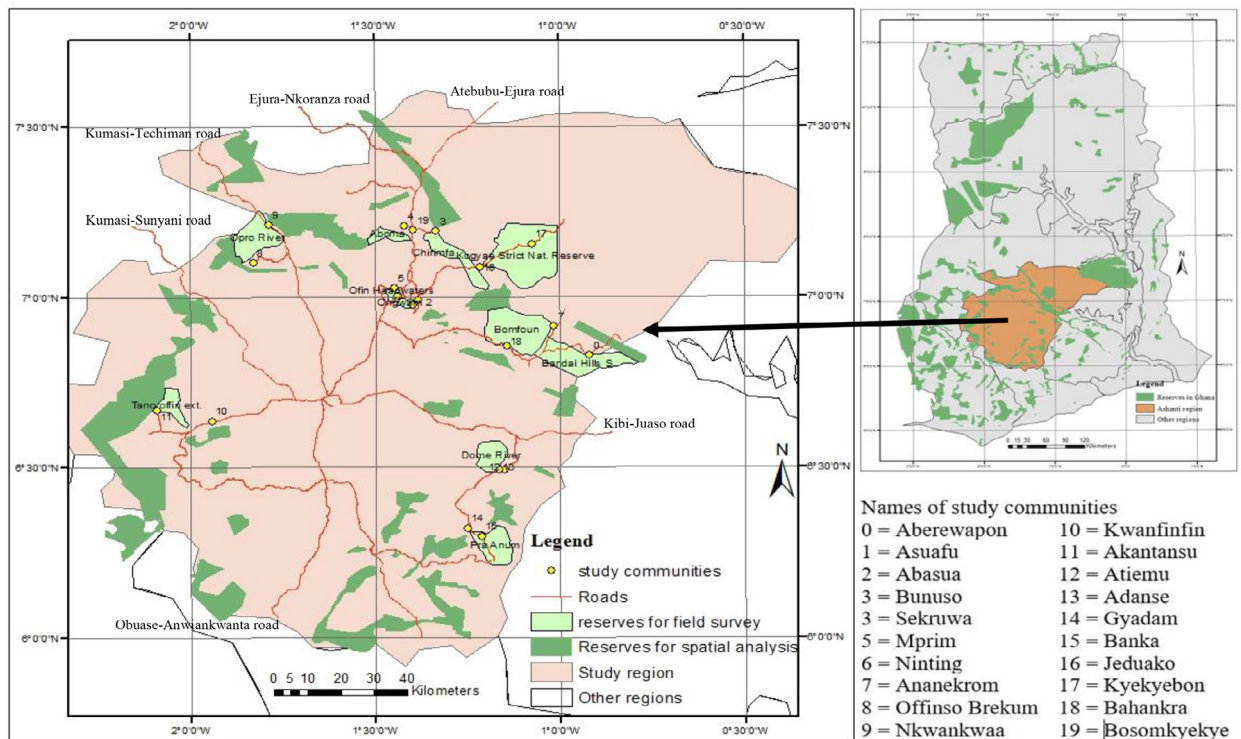 2°0'0"W 1°30'0"W 1°0'0"W 0°30'0"W
Ejura-Nkoranza road
Atebubu-Ejura road
7°30'0"N 7°30'0"N
Kumasi-Techiman road
Kumasi-Sunyani road
9
4
19
3
17
Opro River
Aboma
Chirimfa
Kogyae Strict Nat. Reserve
8
16
5
7°0'0"N 7°0'0"N
Ofin Headwaters
2
7
Bomfoun
18
0
Bandai Hills S.
Tano offin ext.
11
10
Kibi-Juaso road
Dome River
6°30'0"N 6°30'0"N
N
14
15
Pra Anum
Legend
study communities
Roads
reserves for field survey
Reserves for spatial analysis
Study region
Other regions
Obuase-Anwiankwanta road
6°0'0"N 6°0'0"N
0 5 10 20 30 40
Kilometers
2°0'0"W 1°30'0"W 1°0'0"W 0°30'0"W
N
Legend
Reserves in Ghana
Ashanti region
Other regions
0 15 30 60 90 120
Kilometers
Names of study communities
0 = Aberewapon 10 = Kwanfinfin
1 = Asuafu 11 = Akantansu
2 = Abasua 12 = Atiemu
3 = Bunuso 13 = Adanse
3 = Sekruwa 14 = Gyadam
5 = Mprim 15 = Banka
6 = Ninting 16 = Jeduako
7 = Ananekrom 17 = Kyekyebon
8 = Offinso Brekum 18 = Bahankra
9 = Nkwankwaa 19 = Bosomkyekye